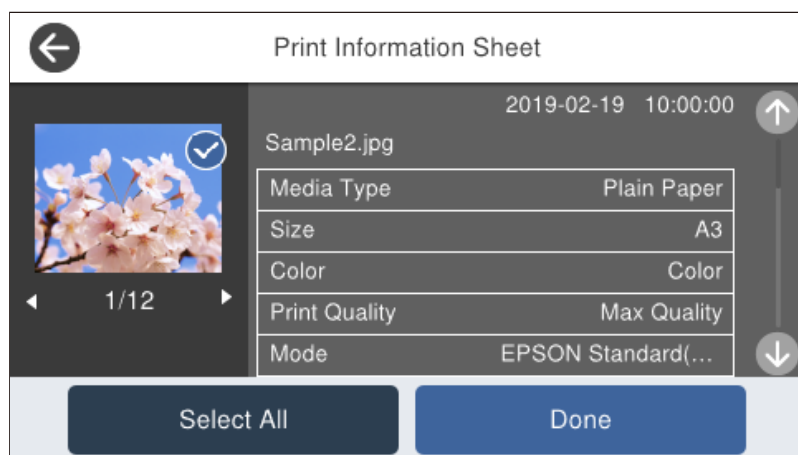 Print Information Sheet
2019-02-19 10:00:00
Sample2.jpg
Media Type Plain Paper
Size A3
Color Color
Print Quality Max Quality
Mode EPSON Standard(...
1/12
Select All Done